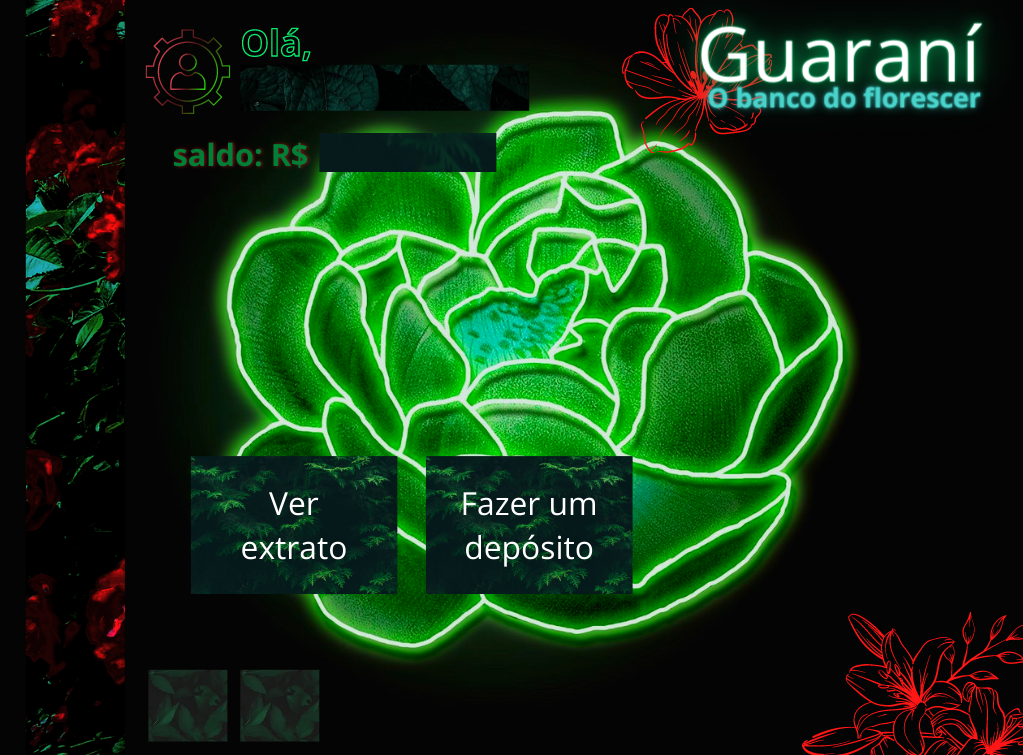 Olá,
Guaraní
O banco do florescer
saldo: R$
Ver
extrato
Fazer um
depósito